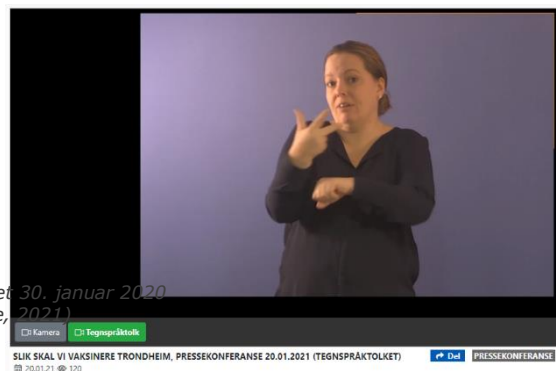 et 30. januar 2020
e, 2021)
Kamera Tegnspråktolk
SLIK SKAL VI VAKSINERE TRONDHEIM, PRESSEKONFERANSE 20.01.2021 (TEGNSPRÅKTOLKET) Del PRESSEKONFERANSE
20.01.21 120